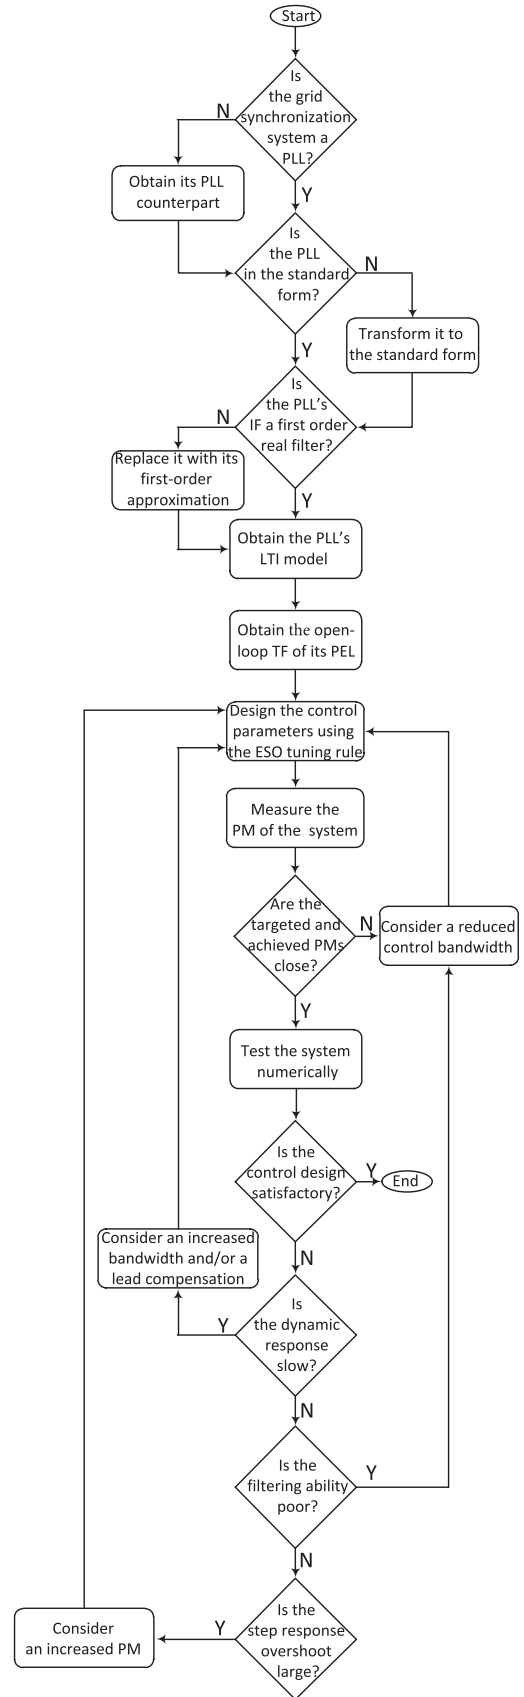 Start
Is
the grid
synchronization
system a
PLL?
N
Y
Obtain its PLL
counterpart
Is
the PLL
in the standard
form?
N
Y
Transform it to
the standard form
Is
the PLL’s
IF a first order
real filter?
N
Y
Replace it with its
first-order
approximation
Obtain the PLL’s
LTI model
Obtain the open-
loop TF of its PEL
Design the control
parameters using
the ESO tuning rule
Measure the
PM of the system
Are the
targeted and
achieved PMs
close?
N
Y
Consider a reduced
control bandwidth
Test the system
numerically
Is the
control design
satisfactory?
Y
End
N
Consider an increased
bandwidth and/or a
lead compensation
Is
the dynamic
response
slow?
Y
N
Is the
filtering ability
poor?
Y
N
Is the
step response
overshoot
large?
Y
Consider
an increased PM